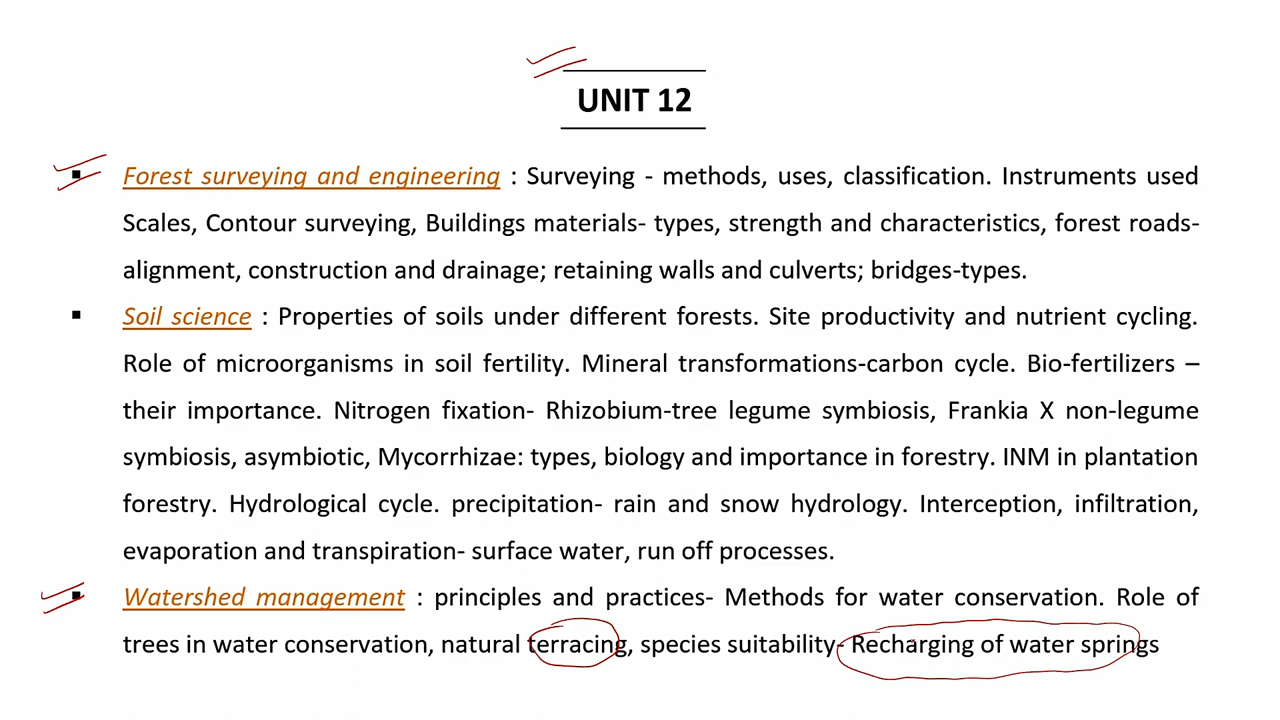 UNIT 12
▪ Forest surveying and engineering : Surveying - methods, uses, classification. Instruments used
Scales, Contour surveying, Buildings materials- types, strength and characteristics, forest roads-
alignment, construction and drainage; retaining walls and culverts; bridges-types.
▪ Soil science : Properties of soils under different forests. Site productivity and nutrient cycling.
Role of microorganisms in soil fertility. Mineral transformations-carbon cycle. Bio-fertilizers –
their importance. Nitrogen fixation- Rhizobium-tree legume symbiosis, Frankia X non-legume
symbiosis, asymbiotic, Mycorrhizae: types, biology and importance in forestry. INM in plantation
forestry. Hydrological cycle. precipitation- rain and snow hydrology. Interception, infiltration,
evaporation and transpiration- surface water, run off processes.
▪ Watershed management : principles and practices- Methods for water conservation. Role of
trees in water conservation, natural terracing, species suitability- Recharging of water springs